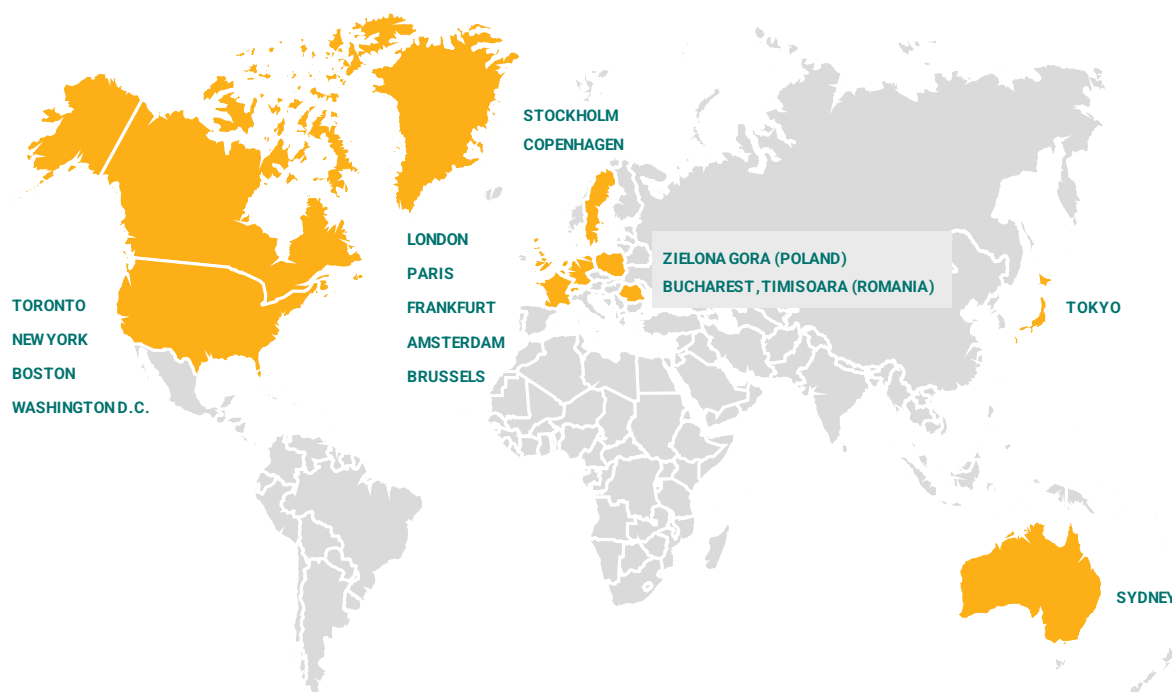 STOCKHOLM
COPENHAGEN
LONDON
PARIS
FRANKFURT
AMSTERDAM
BRUSSELS
ZIELONA GORA (POLAND)
BUCHAREST, TIMISOARA (ROMANIA)
TORONTO
NEW YORK
BOSTON
WASHINGTON D.C.
TOKYO
SYDNEY